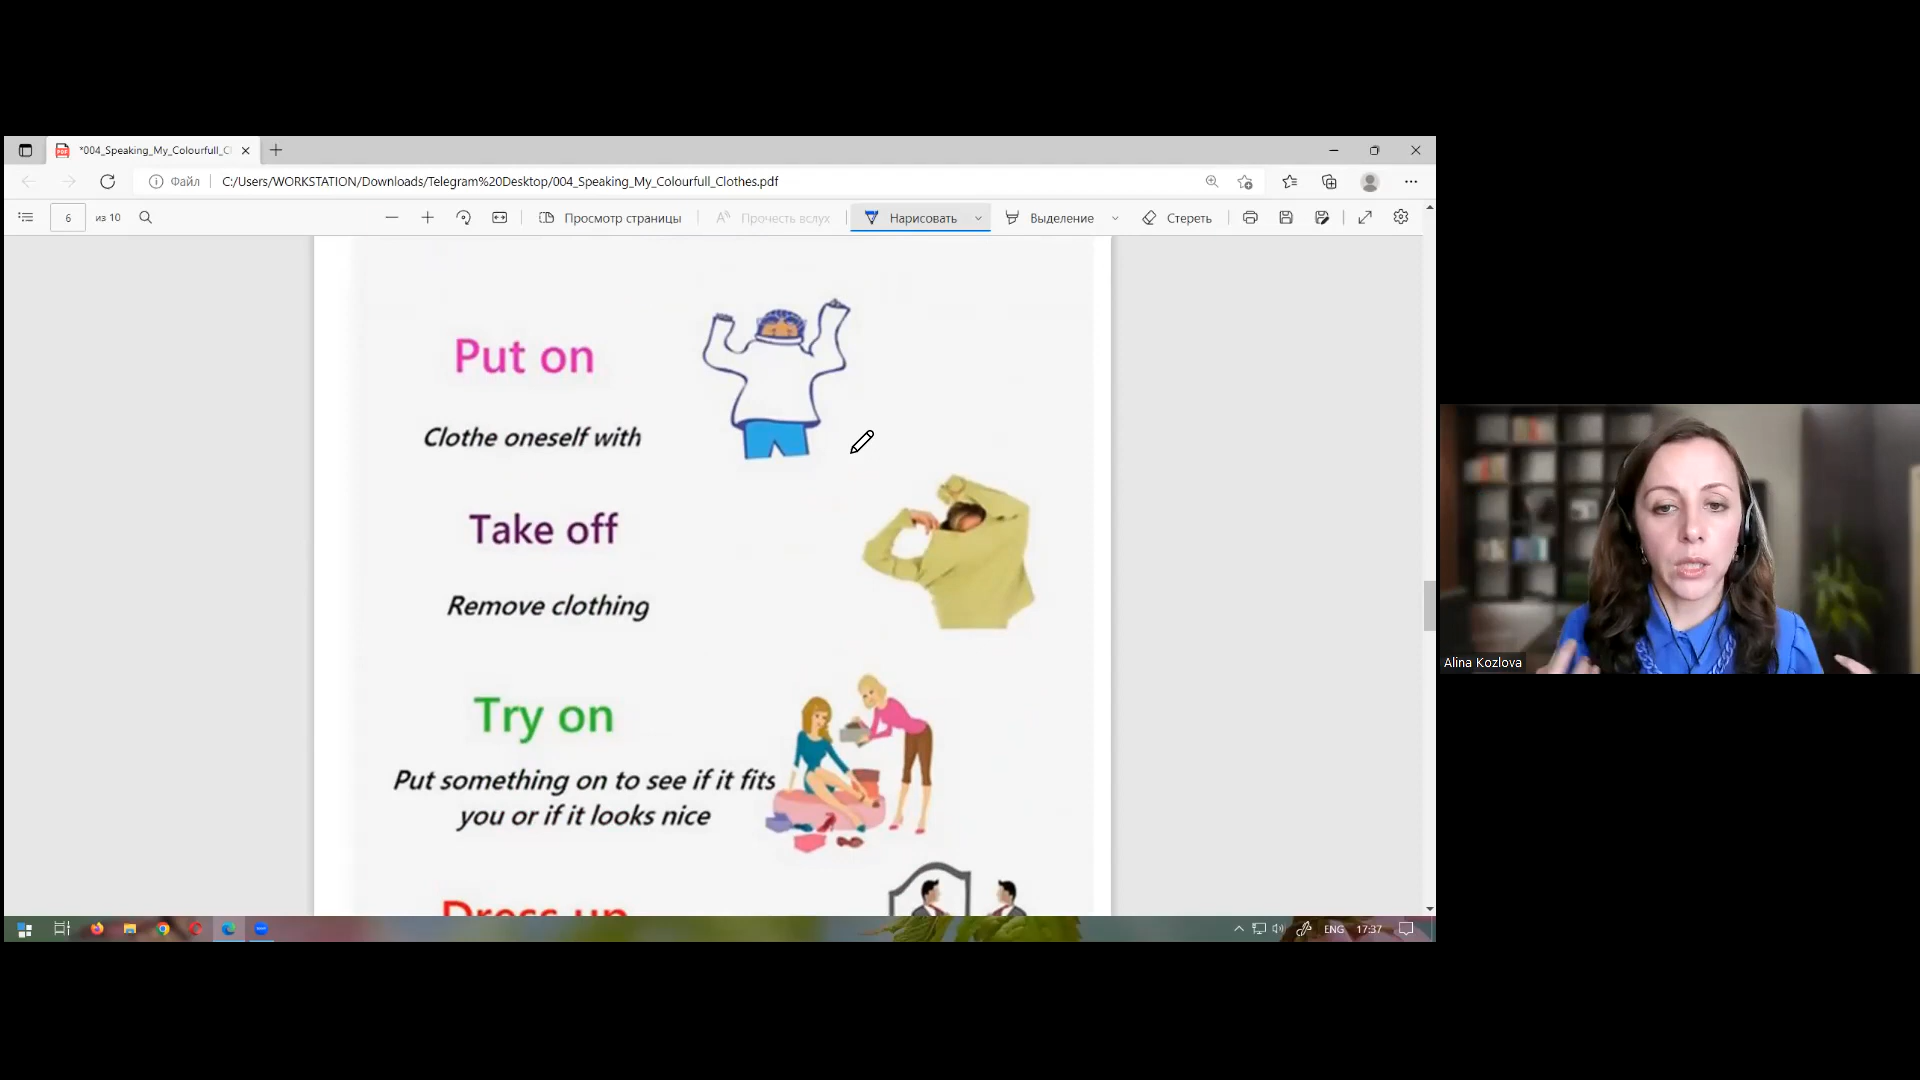 *004_Speaking_My_Colourfull_C
Файл
C:/Users/WORKSTATION/Downloads/Telegram%20Desktop/004_Speaking_My_Colourfull_Clothes.pdf
6 из 10
Просмотр страницы
Прочесть вслух
Нарисовать
Выделение
Стереть
Put on
Clothe oneself with
Take off
Remove clothing
Try on
Put something on to see if it fits
you or if it looks nice
Dress up
Alina Kozlova
ENG
17:37